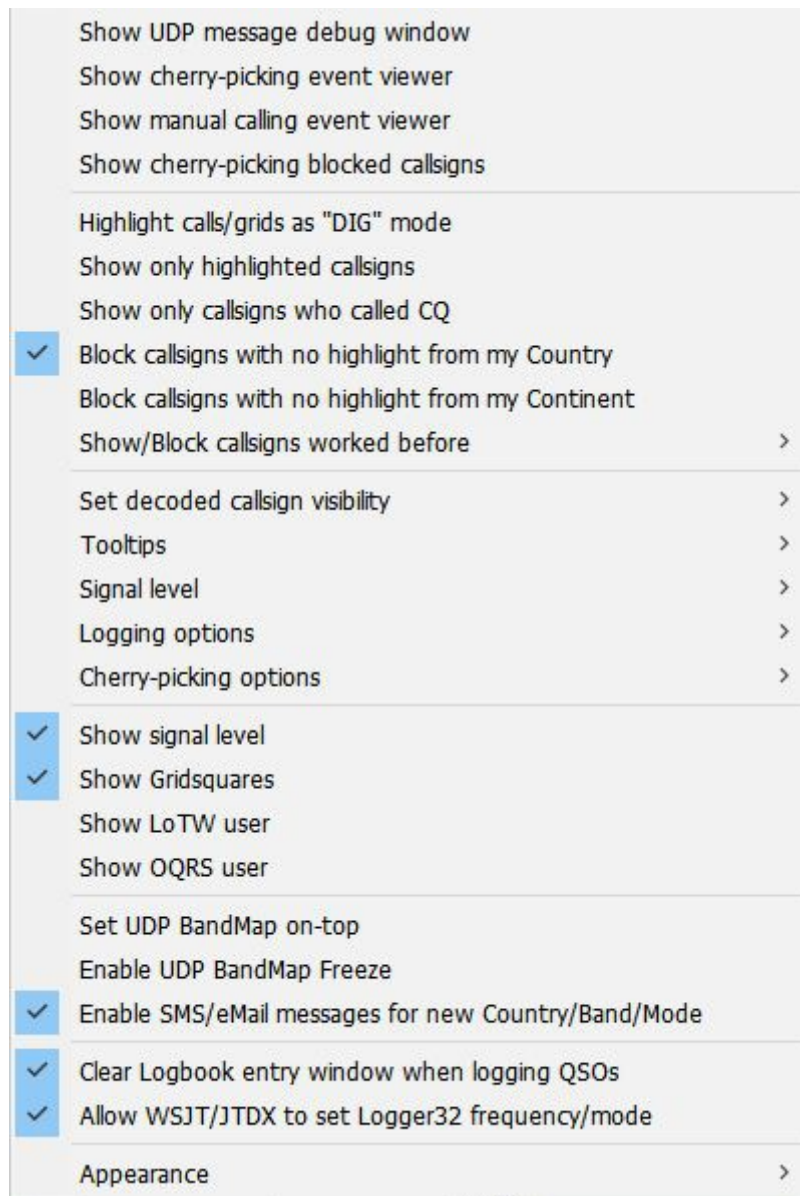 Show UDP message debug window
Show cherry-picking event viewer
Show manual calling event viewer
Show cherry-picking blocked callsigns
Highlight calls/grids as "DIG" mode
Show only highlighted callsigns
Show only callsigns who called CQ
Block callsigns with no highlight from my Country
Block callsigns with no highlight from my Continent
Show/Block callsigns worked before
Set decoded callsign visibility
Tooltips
Signal level
Logging options
Cherry-picking options
Show signal level
Show Gridsquares
Show LoTW user
Show OQRS user
Set UDP BandMap on-top
Enable UDP BandMap Freeze
Enable SMS/eMail messages for new Country/Band/Mode
Clear Logbook entry window when logging QSOs
Allow WSJT/JTDX to set Logger32 frequency/mode
Appearance